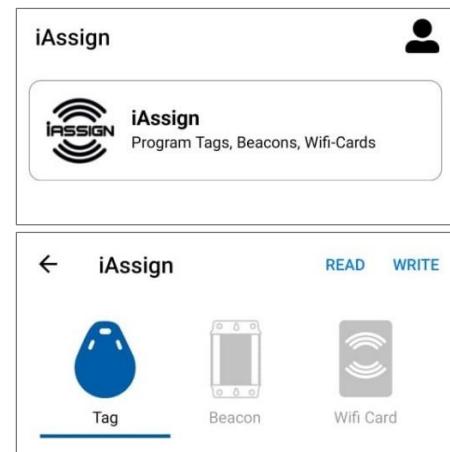 iAssign
iASSIGN
iAssign
Program Tags, Beacons, Wifi-Cards
iAssign
READ
WRITE
Tag
Beacon
Wifi Card